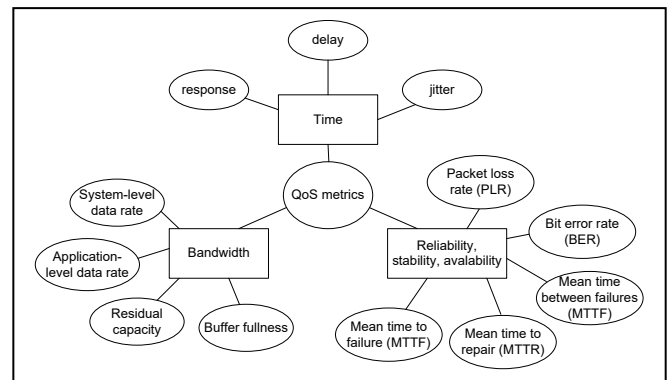 delay
response
jitter
Time
QoS metrics
System-level
data rate
Application-
level data rate
Bandwidth
Residual
capacity
Buffer fullness
Packet loss
rate (PLR)
Bit error rate
(BER)
Reliability,
stability, avalability
Mean time
between failures
(MTTF)
Mean time to
failure (MTTF)
Mean time to
repair (MTTR)